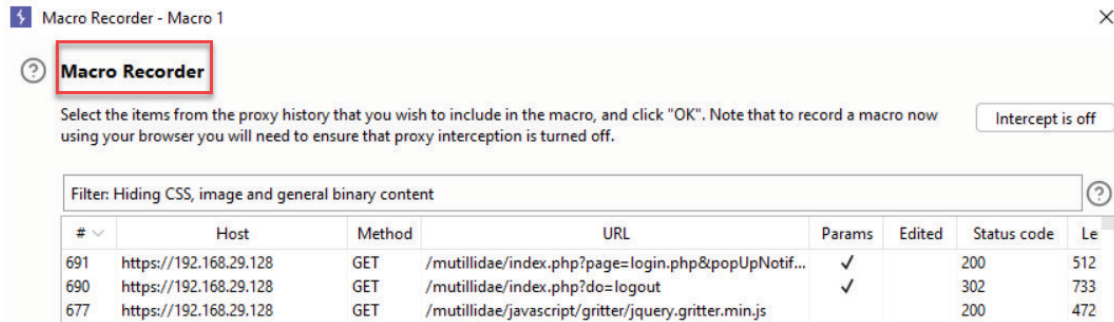 Macro Recorder - Macro 1
Macro Recorder
Select the items from the proxy history that you wish to include in the macro, and click "OK". Note that to record a macro now
using your browser you will need to ensure that proxy interception is turned off.
Intercept is off
Filter: Hiding CSS, image and general binary content
# Host Method URL Params Edited Status code Le
691 https://192.168.29.128 GET /mutillidae/index.php?page=login.php&popUpNotif... ✓ 200 512
690 https://192.168.29.128 GET /mutillidae/index.php?do=logout ✓ 302 733
677 https://192.168.29.128 GET /mutillidae/javascript/gritter/jquery.gritter.min.js 200 472